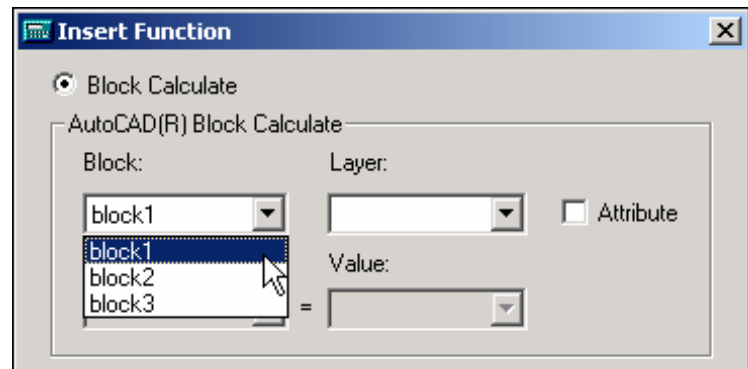 Insert Function
Block Calculate
AutoCAD(R) Block Calculate
Block: Layer:
block1 Attribute
block1
block2 Value:
block3 =